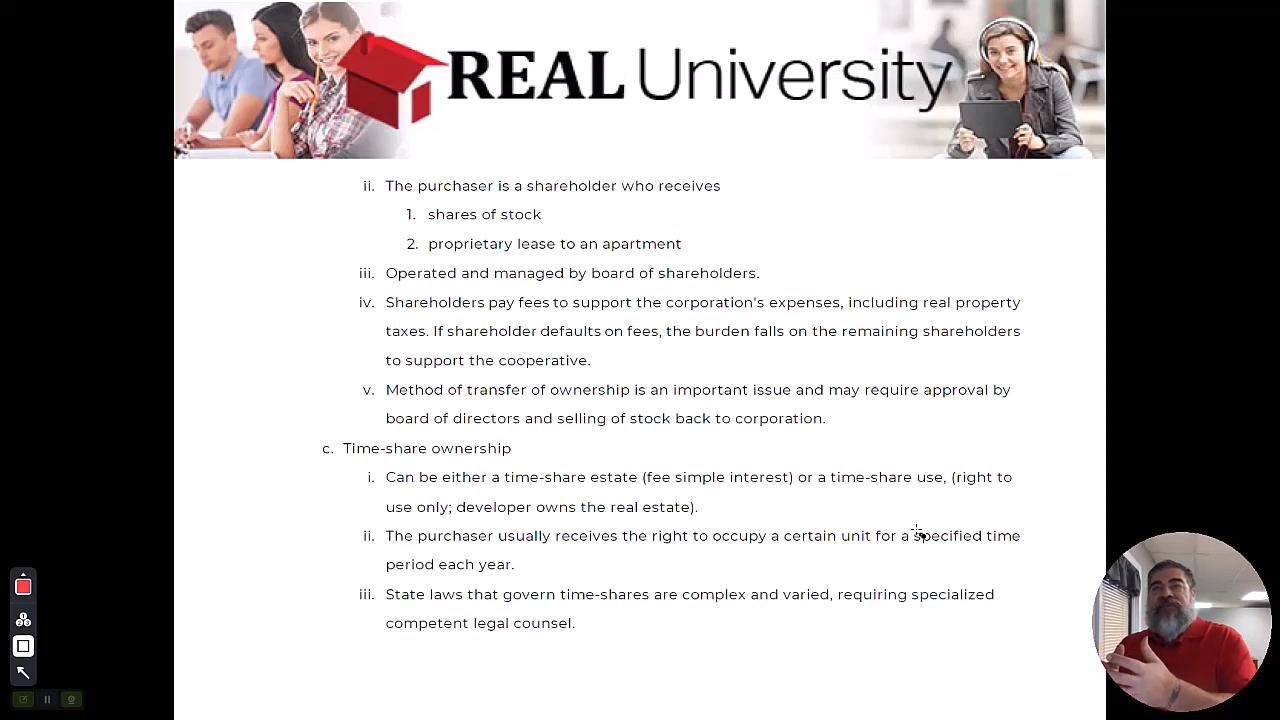 REAL University
ii. The purchaser is a shareholder who receives
1. shares of stock
2. proprietary lease to an apartment
iii. Operated and managed by board of shareholders.
iv. Shareholders pay fees to support the corporation's expenses, including real property
taxes. If shareholder defaults on fees, the burden falls on the remaining shareholders
to support the cooperative.
v. Method of transfer of ownership is an important issue and may require approval by
board of directors and selling of stock back to corporation.
c. Time-share ownership
i. Can be either a time-share estate (fee simple interest) or a time-share use, (right to
use only; developer owns the real estate).
ii. The purchaser usually receives the right to occupy a certain unit for a specified time
period each year.
iii. State laws that govern time-shares are complex and varied, requiring specialized
competent legal counsel.